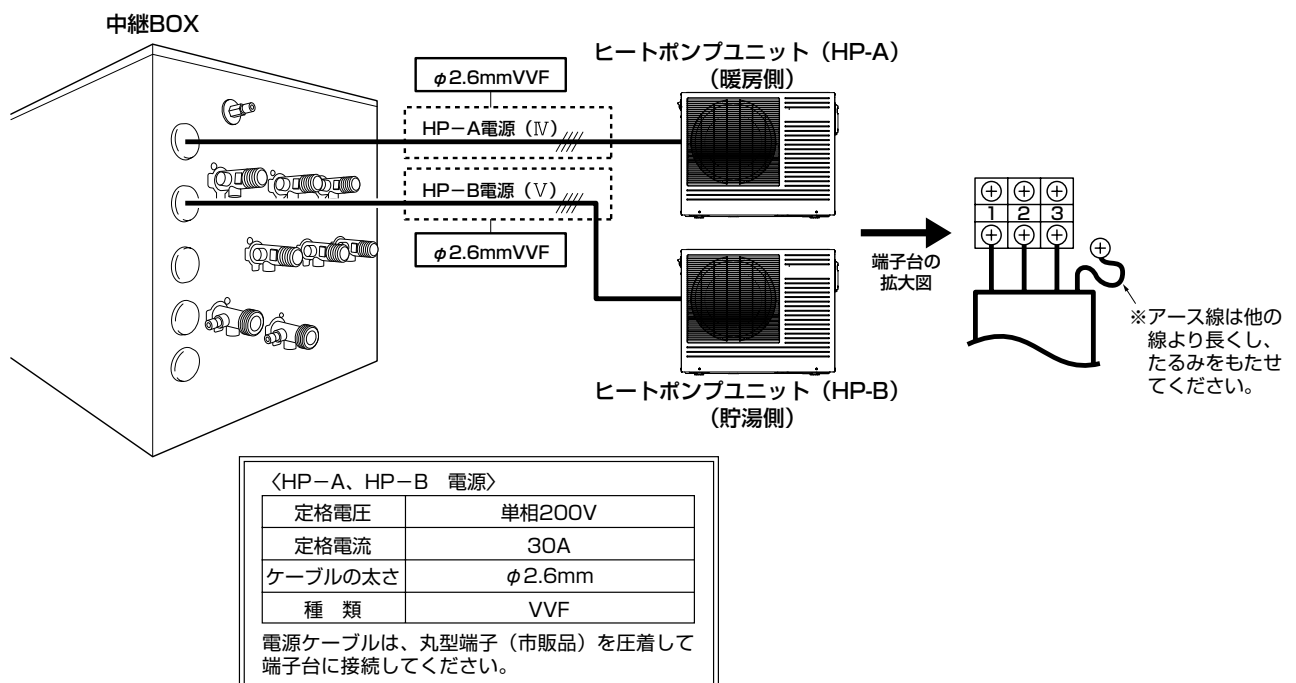 中継BOX
φ2.6mmVVF
HP−A電源(Ⅳ)
HP−B電源(Ⅴ)
φ2.6mmVVF
ヒートポンプユニット(HP-A)
(暖房側)
ヒートポンプユニット(HP-B)
(貯湯側)
端子台の
拡大図
1 2 3
※アース線は他の
線より長くし、
たるみをもたせ
てください。
〈HP−A、HP−B 電源〉
定格電圧 単相200V
定格電流 30A
ケーブルの太さ φ2.6mm
種 類 VVF
電源ケーブルは、丸型端子(市販品)を圧着して
端子台に接続してください。